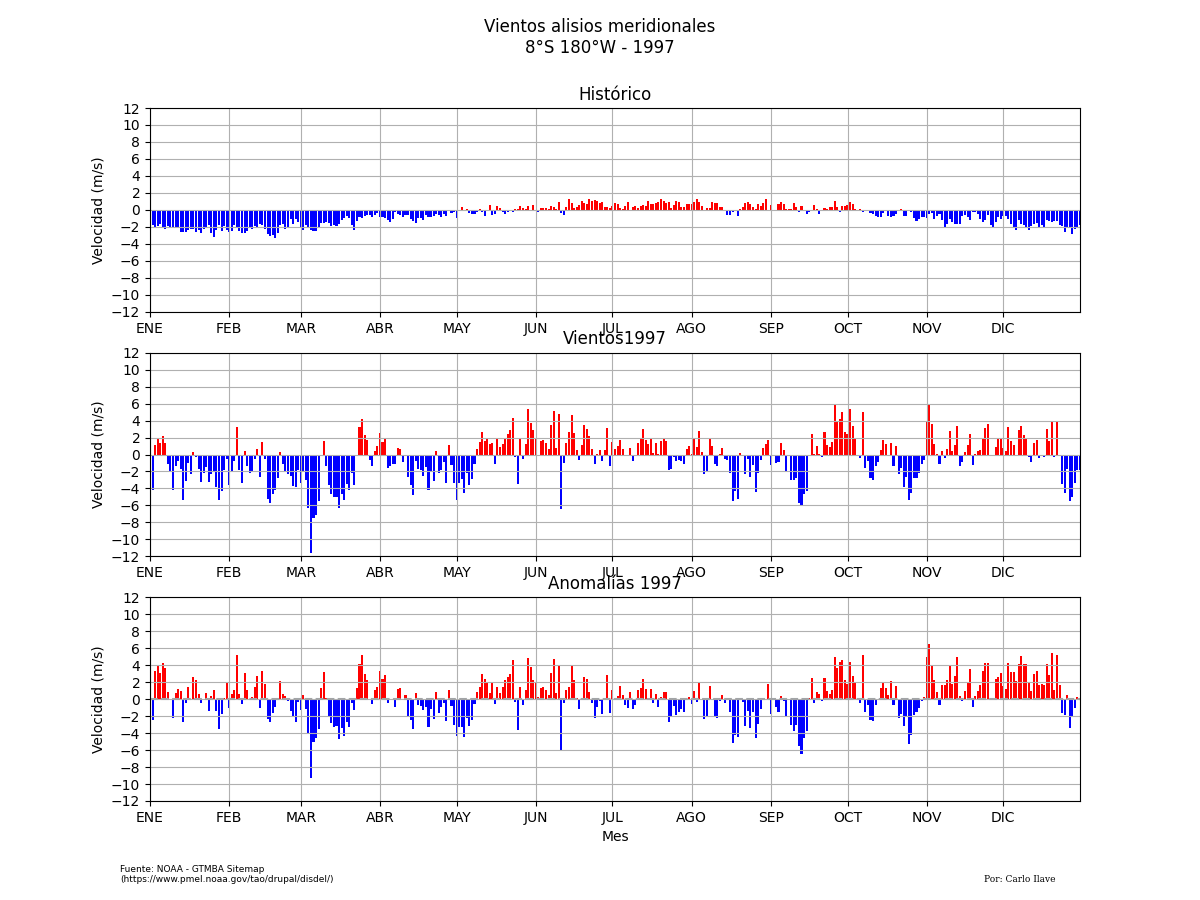 Vientos alisios meridionales
8°S 180°W - 1997
Histórico
12
10
8
6
4
2
0
−2
−4
−6
−8
−10
−12
Velocidad (m/s)
ENE FEB MAR ABR MAY JUN JUL AGO SEP OCT NOV DIC
Vientos1997
12
10
8
6
4
2
0
−2
−4
−6
−8
−10
−12
Velocidad (m/s)
ENE FEB MAR ABR MAY JUN JUL AGO SEP OCT NOV DIC
Anomalías 1997
12
10
8
6
4
2
0
−2
−4
−6
−8
−10
−12
Velocidad (m/s)
ENE FEB MAR ABR MAY JUN JUL AGO SEP OCT NOV DIC
Mes
Fuente: NOAA - GTMBA Sitemap
(https://www.pmel.noaa.gov/tao/drupal/disdel/)
Por: Carlo Ilave